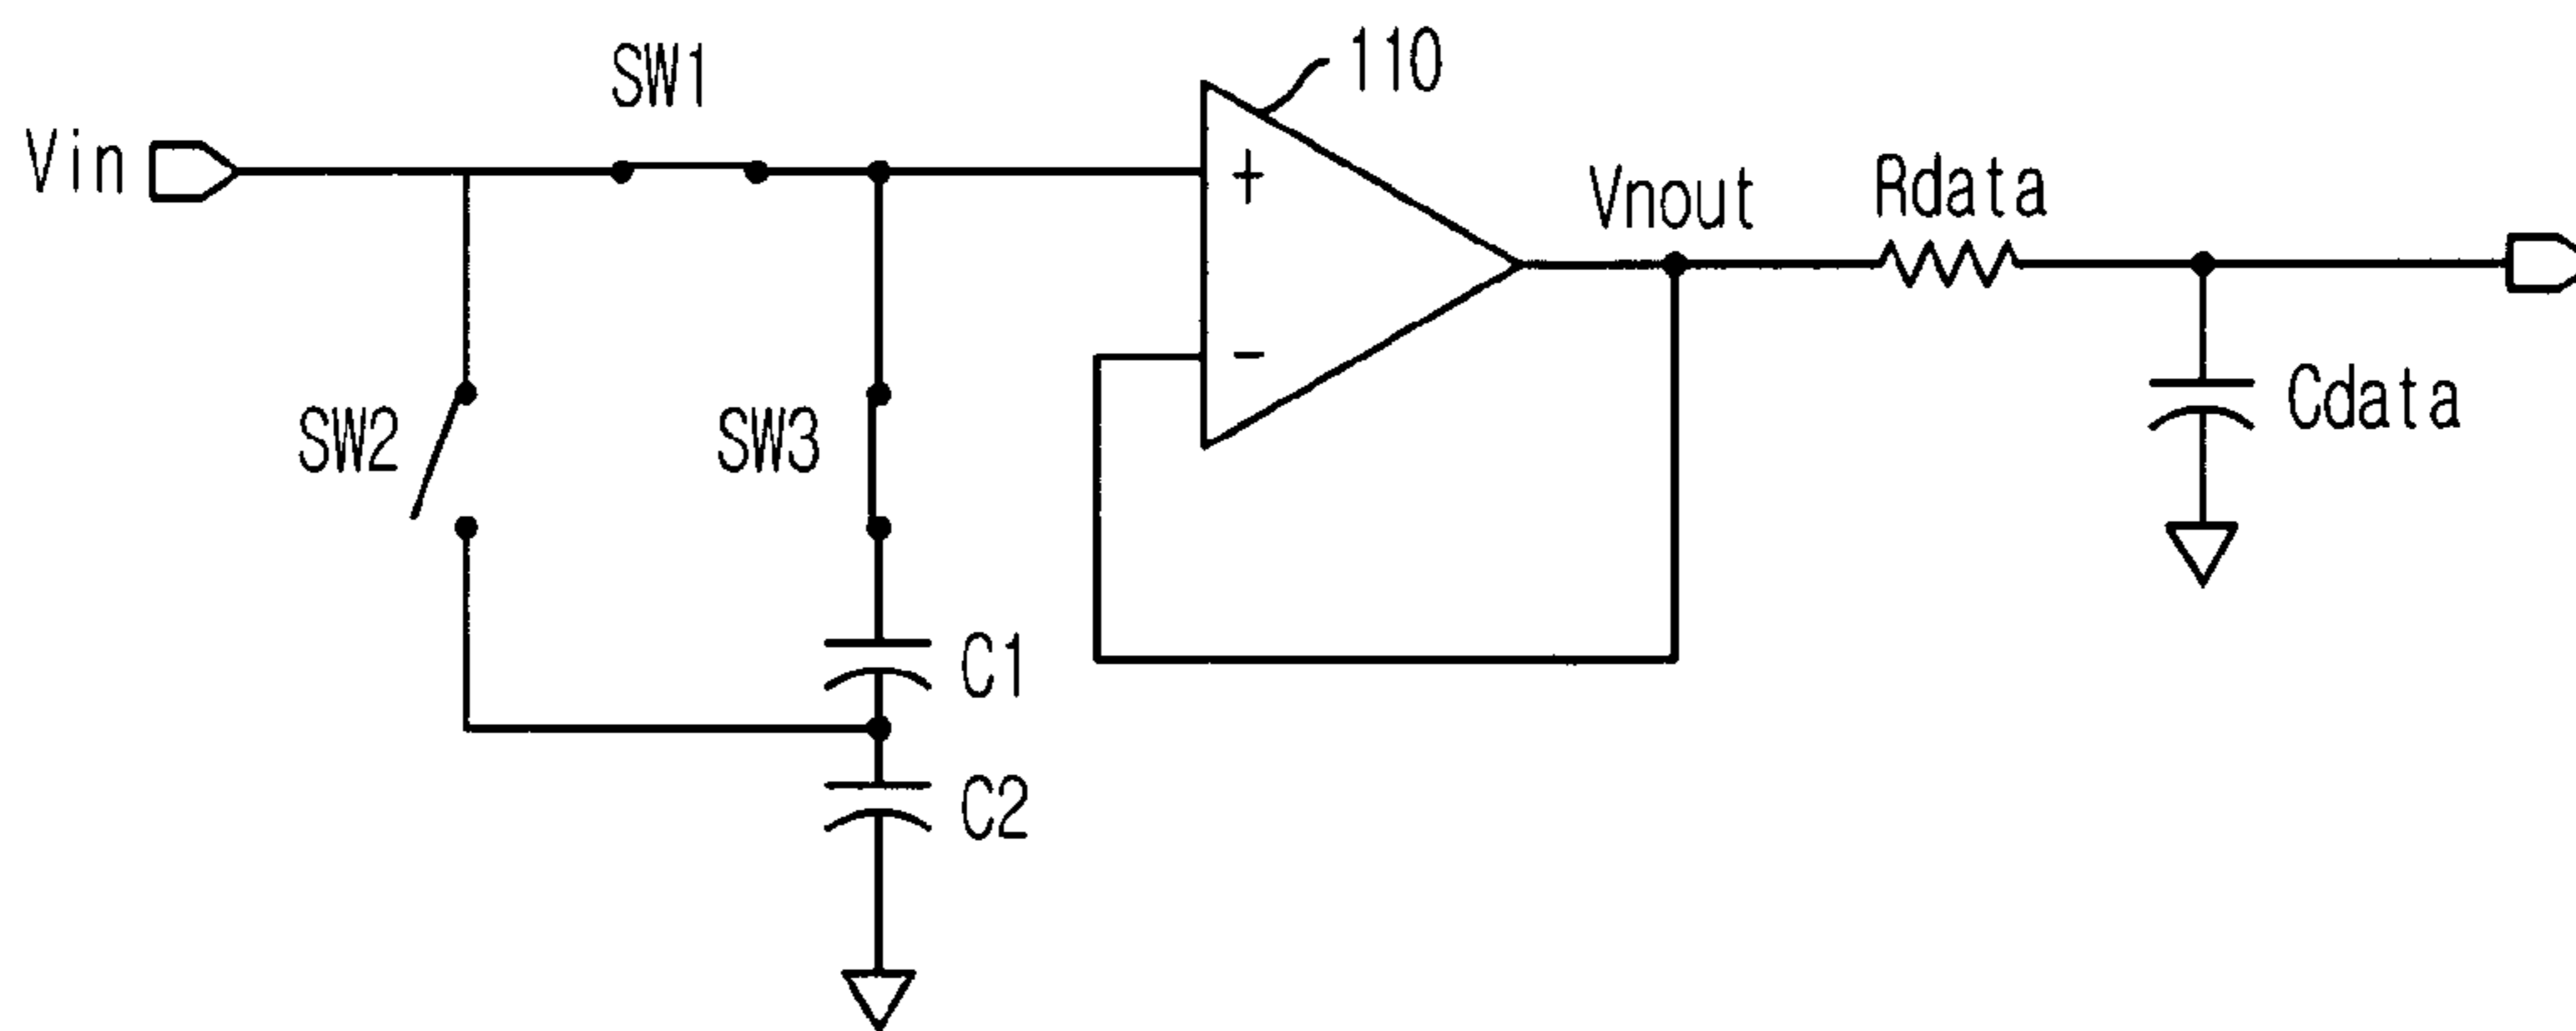 110
SW1
Vin
+
Vnout
Rdata
-
SW2
SW3
Cdata
C1
C2